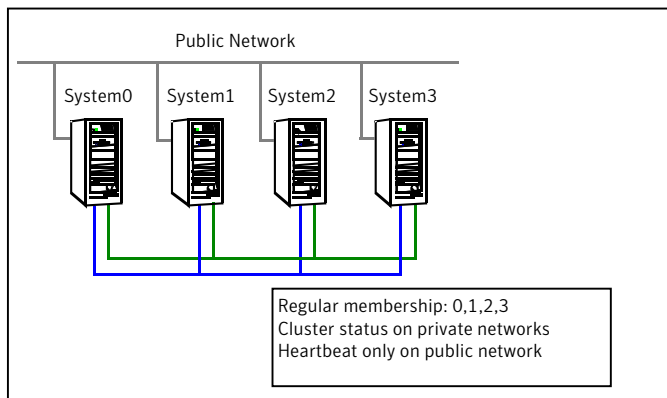 Public Network
System0 System1 System2 System3
Regular membership: 0,1,2,3
Cluster status on private networks
Heartbeat only on public network